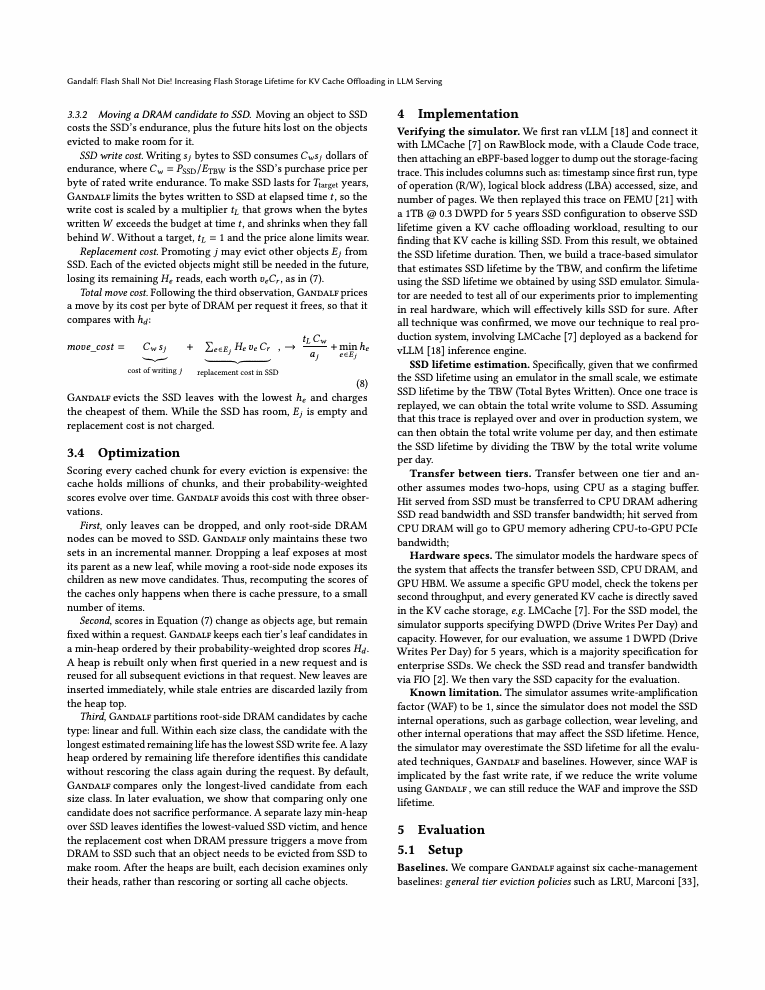 Gandalf: Flash Shall Not Die! Increasing Flash Storage Lifetime for KV Cache Offloading in LLM Serving
3.3.2 Moving a DRAM candidate to SSD. Moving an object to SSD
costs the SSD's endurance, plus the future hits lost on the objects
evicted to make room for it.
SSD write cost. Writing sj bytes to SSD consumes Cwsj dollars of
endurance, where Cw = PSSD/ETBW is the SSD's purchase price per
byte of rated write endurance. To make SSD lasts for Ttarget years,
Gandalf limits the bytes written to SSD at elapsed time t, so the
write cost is scaled by a multiplier tL that grows when the bytes
written W exceeds the budget at time t, and shrinks when they fall
behind W. Without a target, tL = 1 and the price alone limits wear.
Replacement cost. Promoting j may evict other objects Ej from
SSD. Each of the evicted objects might still be needed in the future,
losing its remaining He reads, each worth veCr, as in (7).
Total move cost. Following the third observation, Gandalf prices
a move by its cost per byte of DRAM per request it frees, so that it
compares with hd:
move_cost = Cw sj + ∑e∈Ej He ve Cr , → tL Cw / aj + min e∈Ej he
cost of writing j replacement cost in SSD
(8)
Gandalf evicts the SSD leaves with the lowest he and charges
the cheapest of them. While the SSD has room, Ej is empty and
replacement cost is not charged.
3.4 Optimization
Scoring every cached chunk for every eviction is expensive: the
cache holds millions of chunks, and their probability-weighted
scores evolve over time. Gandalf avoids this cost with three obser-
vations.
First, only leaves can be dropped, and only root-side DRAM
nodes can be moved to SSD. Gandalf only maintains these two
sets in an incremental manner. Dropping a leaf exposes at most
its parent as a new leaf, while moving a root-side node exposes its
children as new move candidates. Thus, recomputing the scores of
the caches only happens when there is cache pressure, to a small
number of items.
Second, scores in Equation (7) change as objects age, but remain
fixed within a request. Gandalf keeps each tier's leaf candidates in
a min-heap ordered by their probability-weighted drop scores Hd.
A heap is rebuilt only when first queried in a new request and is
reused for all subsequent evictions in that request. New leaves are
inserted immediately, while stale entries are discarded lazily from
the heap top.
Third, Gandalf partitions root-side DRAM candidates by cache
type: linear and full. Within each size class, the candidate with the
longest estimated remaining life has the lowest SSD write fee. A lazy
heap ordered by remaining life therefore identifies this candidate
without rescoring the class again during the request. By default,
Gandalf compares only the longest-lived candidate from each
size class. In later evaluation, we show that comparing only one
candidate does not sacrifice performance. A separate lazy min-heap
over SSD leaves identifies the lowest-valued SSD victim, and hence
the replacement cost when DRAM pressure triggers a move from
DRAM to SSD such that an object needs to be evicted from SSD to
make room. After the heaps are built, each decision examines only
their heads, rather than rescoring or sorting all cache objects.
4 Implementation
Verifying the simulator. We first ran vLLM [18] and connect it
with LMCache [7] on RawBlock mode, with a Claude Code trace,
then attaching an eBPF-based logger to dump out the storage-facing
trace. This includes columns such as: timestamp since first run, type
of operation (R/W), logical block address (LBA) accessed, size, and
number of pages. We then replayed this trace on FEMU [21] with
a 1TB @ 0.3 DWPD for 5 years SSD configuration to observe SSD
lifetime given a KV cache offloading workload, resulting to our
finding that KV cache is killing SSD. From this result, we obtained
the SSD lifetime duration. Then, we build a trace-based simulator
that estimates SSD lifetime by the TBW, and confirm the lifetime
using the SSD lifetime we obtained by using SSD emulator. Simula-
tor are needed to test all of our experiments prior to implementing
in real hardware, which will effectively kills SSD for sure. After
all technique was confirmed, we move our technique to real pro-
duction system, involving LMCache [7] deployed as a backend for
vLLM [18] inference engine.
SSD lifetime estimation. Specifically, given that we confirmed
the SSD lifetime using an emulator in the small scale, we estimate
SSD lifetime by the TBW (Total Bytes Written). Once one trace is
replayed, we can obtain the total write volume to SSD. Assuming
that this trace is replayed over and over in production system, we
can then obtain the total write volume per day, and then estimate
the SSD lifetime by dividing the TBW by the total write volume
per day.
Transfer between tiers. Transfer between one tier and an-
other assumes modes two-hops, using CPU as a staging buffer.
Hit served from SSD must be transferred to CPU DRAM adhering
SSD read bandwidth and SSD transfer bandwidth; hit served from
CPU DRAM will go to GPU memory adhering CPU-to-GPU PCIe
bandwidth;
Hardware specs. The simulator models the hardware specs of
the system that affects the transfer between SSD, CPU DRAM, and
GPU HBM. We assume a specific GPU model, check the tokens per
second throughput, and every generated KV cache is directly saved
in the KV cache storage, e.g. LMCache [7]. For the SSD model, the
simulator supports specifying DWPD (Drive Writes Per Day) and
capacity. However, for our evaluation, we assume 1 DWPD (Drive
Writes Per Day) for 5 years, which is a majority specification for
enterprise SSDs. We check the SSD read and transfer bandwidth
via FIO [2]. We then vary the SSD capacity for the evaluation.
Known limitation. The simulator assumes write-amplification
factor (WAF) to be 1, since the simulator does not model the SSD
internal operations, such as garbage collection, wear leveling, and
other internal operations that may affect the SSD lifetime. Hence,
the simulator may overestimate the SSD lifetime for all the evalu-
ated techniques, Gandalf and baselines. However, since WAF is
implicated by the fast write rate, if we reduce the write volume
using Gandalf , we can still reduce the WAF and improve the SSD
lifetime.
5 Evaluation
5.1 Setup
Baselines. We compare Gandalf against six cache-management
baselines: general tier eviction policies such as LRU, Marconi [33],